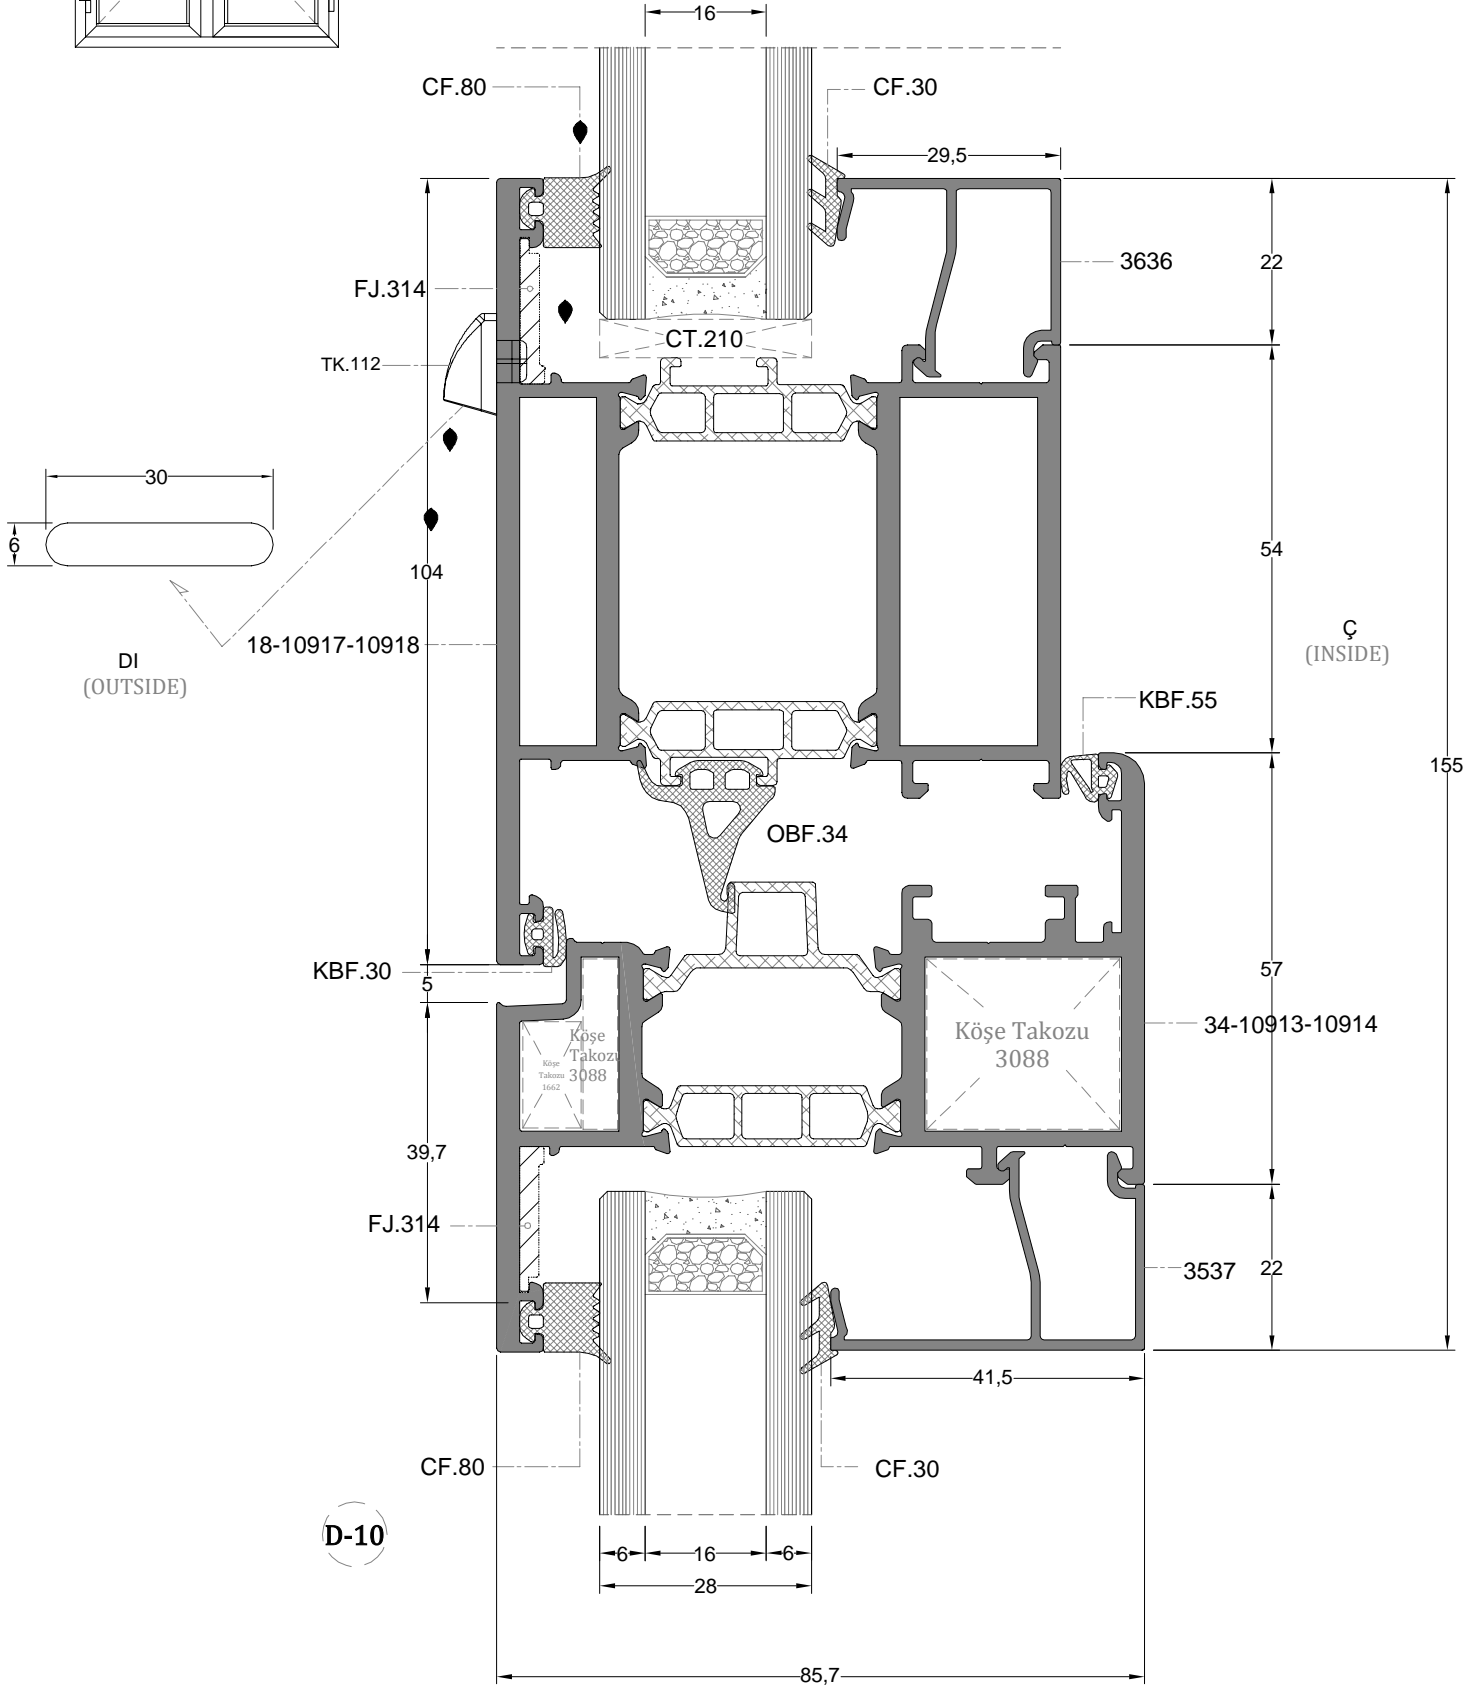 16
CF.80
CF.30
29,5
3636
22
FJ.314
CT.210
TK.112
30
6
104
54
18-10917-10918
DI
(OUTSIDE)
Ç
(INSIDE)
KBF.55
155
OBF.34
KBF.30
5
57
34-10913-10914
Köşe Takozu
3088
Köşe
Takozu
3088
Köşe
Takozu
1662
39,7
FJ.314
3537
22
41,5
CF.80
CF.30
D-10
6
16
6
28
85,7